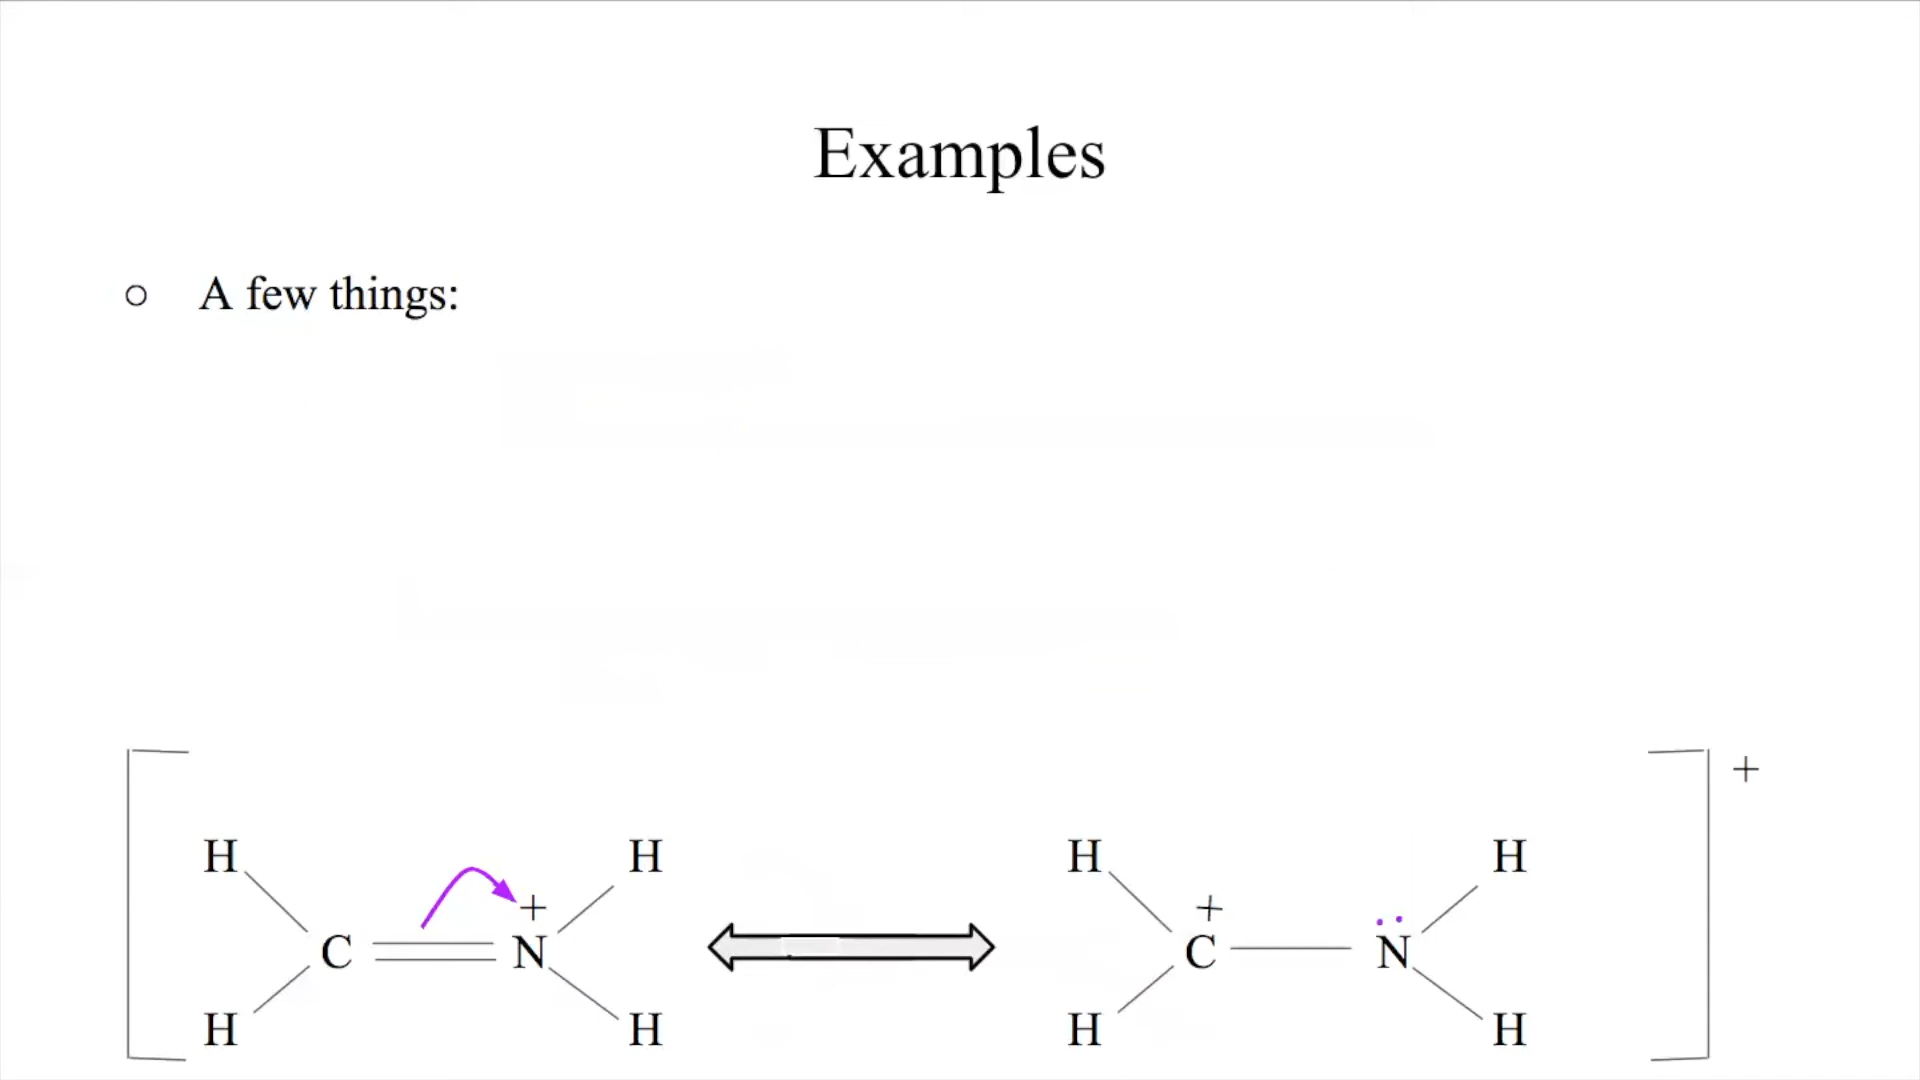 Examples
○ A few things:
+
H H H H
+ + ..
C N C N
H H H H